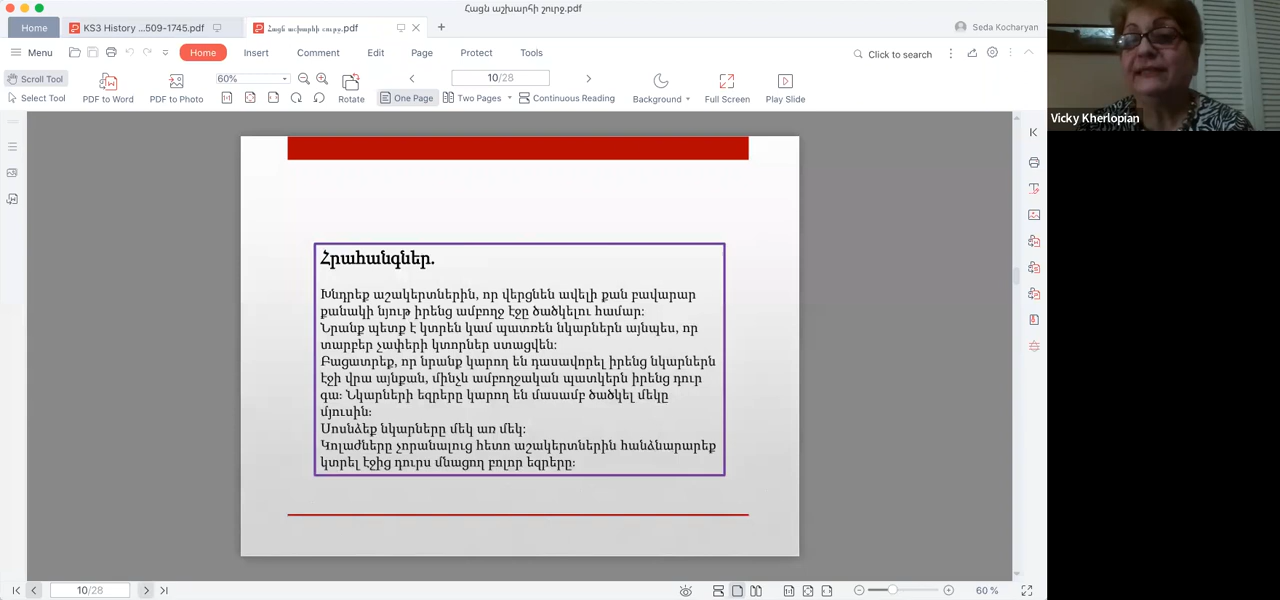 Հայն աշխարհի շուրջ.pdf
Home
KS3 History ...509-1745.pdf
Հայն աշխարհի շուրջ.pdf
Seda Kocharyan
Menu
Home
Insert
Comment
Edit
Page
Protect
Tools
Click to search
Scroll Tool
Select Tool
PDF to Word
PDF to Photo
60%
Rotate
10/28
One Page
Two Pages
Continuous Reading
Background
Full Screen
Play Slide
Vicky Kherlopian
Հրահանգներ.
Խնդրեք աշակերտներին, որ վերցնեն ավելի քան բավարար
քանակի նյութ իրենց ամբողջ էջը ծածկելու համար:
Նրանք պետք է կտրեն կամ պատռեն նկարներն այնպես, որ
տարբեր չափերի կտորներ ստացվեն:
Բացատրեք, որ նրանք կարող են դասավորել իրենց նկարներն
էջի վրա այնքան, մինչև ամբողջական պատկերն իրենց դուր
գա: Նկարների եզրերը կարող են մասամբ ծածկել մեկը
մյուսին:
Սոսնձեք նկարները մեկ առ մեկ:
Կոլաժները չորանալուց հետո աշակերտներին հանձնարարեք
կտրել էջից դուրս մնացող բոլոր եզրերը:
10/28
60 %